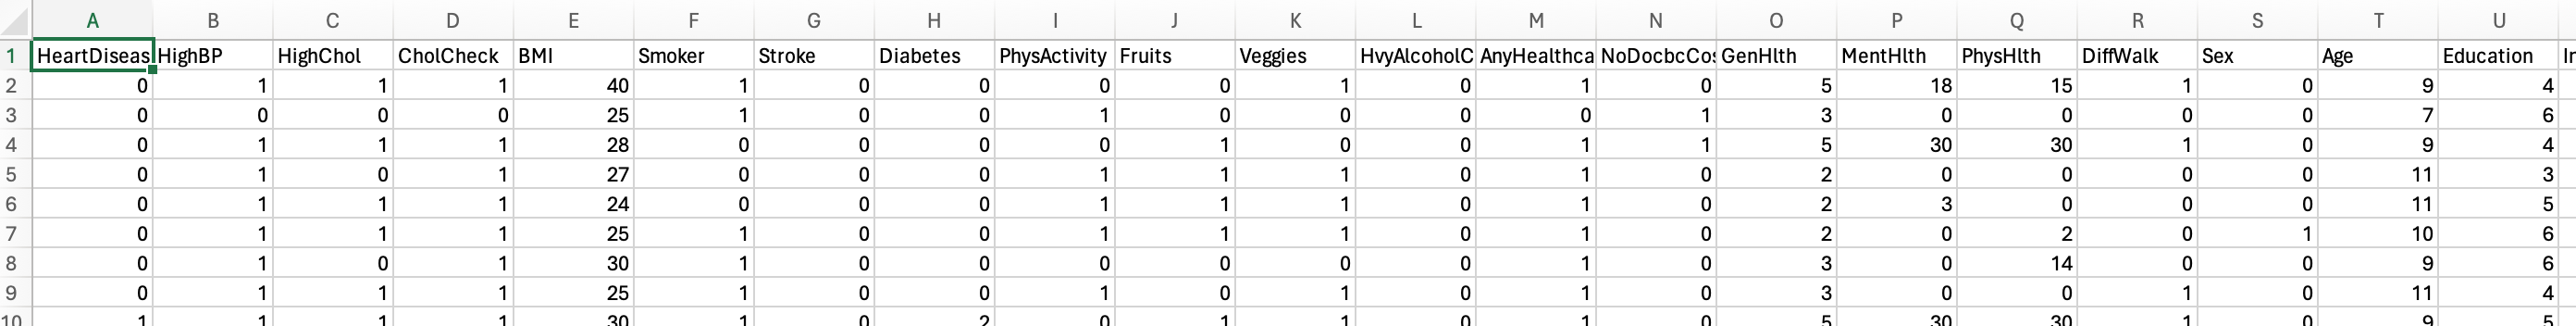 A B C D E F G H I J K L M N O P Q R S T U
1 HeartDiseas HighBP HighChol CholCheck BMI Smoker Stroke Diabetes PhysActivity Fruits Veggies HvyAlcoholC AnyHealthca NoDocbcCos GenHlth MentHlth PhysHlth DiffWalk Sex Age Education In
2 0 1 1 1 40 1 0 0 0 0 1 0 1 0 5 18 15 1 0 9 4
3 0 0 0 0 25 1 0 0 1 0 0 0 0 1 3 0 0 0 0 7 6
4 0 1 1 1 28 0 0 0 0 1 0 0 1 1 5 30 30 1 0 9 4
5 0 1 0 1 27 0 0 0 1 1 1 0 1 0 2 0 0 0 0 11 3
6 0 1 1 1 24 0 0 0 1 1 1 0 1 0 2 3 0 0 0 11 5
7 0 1 1 1 25 1 0 0 1 1 1 0 1 0 2 0 2 0 1 10 6
8 0 1 0 1 30 1 0 0 0 0 0 0 1 0 3 0 14 0 0 9 6
9 0 1 1 1 25 1 0 0 1 0 1 0 1 0 3 0 0 1 0 11 4
10 1 1 1 1 30 1 0 2 0 1 1 0 1 0 5 30 30 1 0 9 5